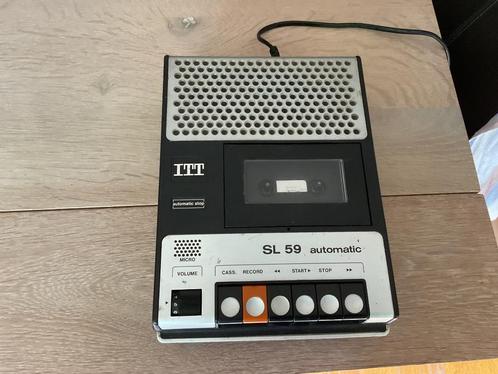 ITT
automatic stop
SL 59 automatic
MICRO
VOLUME
CASS. RECORD ◄◄ START► STOP ►►